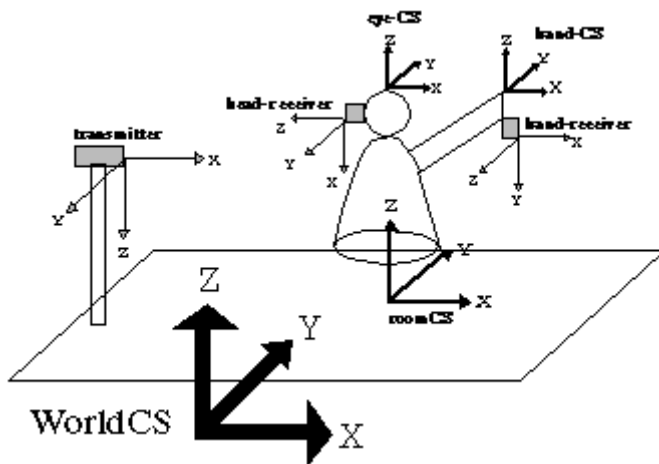 eye-CS
Z
Y
X
hand-CS
Z
Y
X
head-receiver
Z
Y
X
hand-receiver
X
Z
Y
transmitter
X
Y
Z
Z
Y
X
roomCS
Z
Y
X
WorldCS